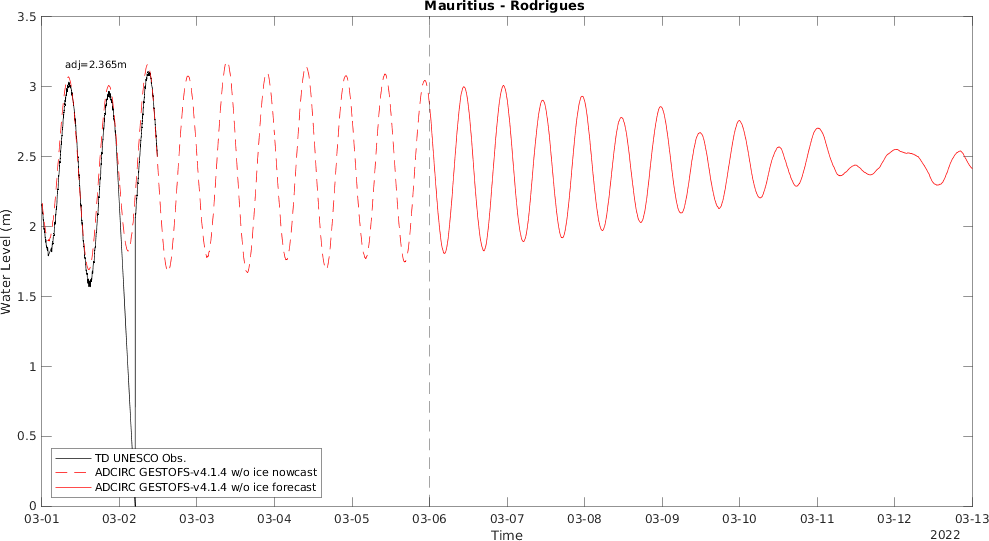 Mauritius - Rodrigues
adj=2.365m
3.5
3
2.5
2
1.5
1
0.5
0
Water Level (m)
TD UNESCO Obs.
ADCIRC GESTOFS-v4.1.4 w/o ice nowcast
ADCIRC GESTOFS-v4.1.4 w/o ice forecast
03-01 03-02 03-03 03-04 03-05 03-06 03-07 03-08 03-09 03-10 03-11 03-12 03-13
Time
2022